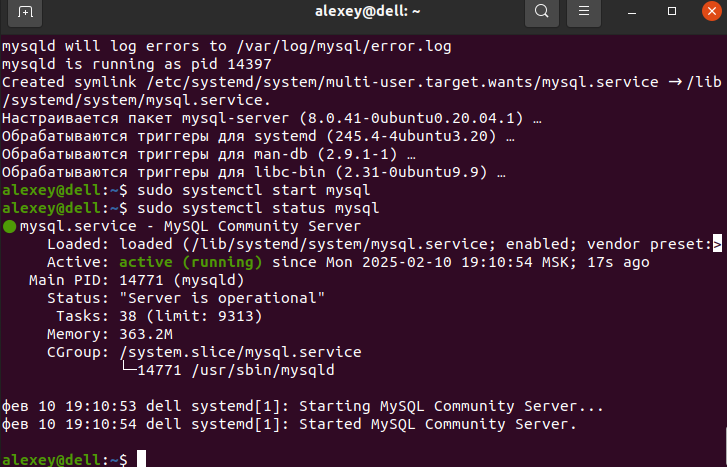 alexey@dell: ~
mysqld will log errors to /var/log/mysql/error.log
mysqld is running as pid 14397
Created symlink /etc/systemd/system/multi-user.target.wants/mysql.service → /lib
/systemd/system/mysql.service.
Настраивается пакет mysql-server (8.0.41-0ubuntu0.20.04.1) …
Обрабатываются триггеры для systemd (245.4-4ubuntu3.20) …
Обрабатываются триггеры для man-db (2.9.1-1) …
Обрабатываются триггеры для libc-bin (2.31-0ubuntu9.9) …
alexey@dell:~$ sudo systemctl start mysql
alexey@dell:~$ sudo systemctl status mysql
● mysql.service - MySQL Community Server
Loaded: loaded (/lib/systemd/system/mysql.service; enabled; vendor preset:>
Active: active (running) since Mon 2025-02-10 19:10:54 MSK; 17s ago
Main PID: 14771 (mysqld)
Status: "Server is operational"
Tasks: 38 (limit: 9313)
Memory: 363.2M
CGroup: /system.slice/mysql.service
└─14771 /usr/sbin/mysqld
фев 10 19:10:53 dell systemd[1]: Starting MySQL Community Server...
фев 10 19:10:54 dell systemd[1]: Started MySQL Community Server.
alexey@dell:~$